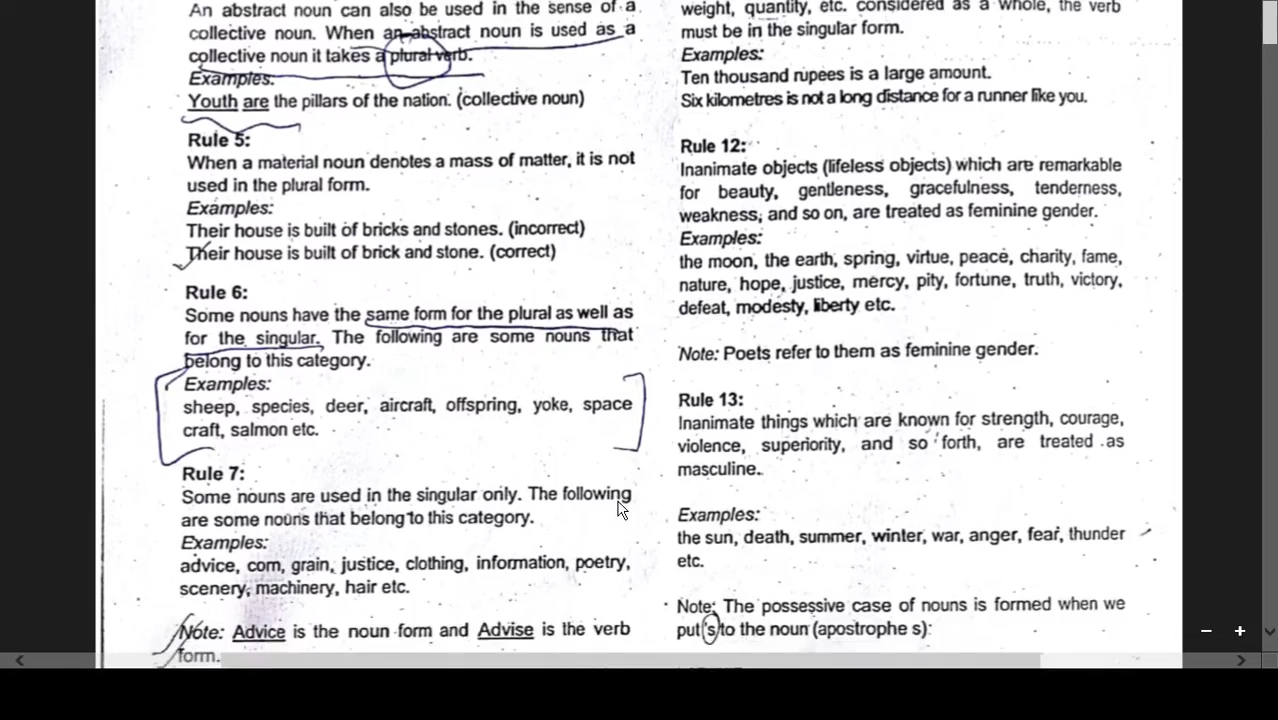 An abstract noun can also be used in the sense of a
collective noun. When an abstract noun is used as a
collective noun it takes a plural verb.
Examples:
Youth are the pillars of the nation. (collective noun)
Rule 5:
When a material noun denotes a mass of matter, it is not
used in the plural form.
Examples:
Their house is built of bricks and stones. (incorrect)
Their house is built of brick and stone. (correct)
Rule 6:
Some nouns have the same form for the plural as well as
for the singular. The following are some nouns that
belong to this category.
Examples:
sheep, species, deer, aircraft, offspring, yoke, space
craft, salmon etc.
Rule 7:
Some nouns are used in the singular only. The following
are some nouns that belong to this category.
Examples:
advice, corn, grain, justice, clothing, information, poetry,
scenery, machinery, hair etc.
Note: Advice is the noun form and Advise is the verb
form.
weight, quantity, etc. considered as a whole, the verb
must be in the singular form.
Examples:
Ten thousand rupees is a large amount.
Six kilometres is not a long distance for a runner like you.
Rule 12:
Inanimate objects (lifeless objects) which are remarkable
for beauty, gentleness, gracefulness, tenderness,
weakness, and so on, are treated as feminine gender.
Examples:
the moon, the earth, spring, virtue, peace, charity, fame,
nature, hope, justice, mercy, pity, fortune, truth, victory,
defeat, modesty, liberty etc.
Note: Poets refer to them as feminine gender.
Rule 13:
Inanimate things which are known for strength, courage,
violence, superiority, and so forth, are treated as
masculine.
Examples:
the sun, death, summer, winter, war, anger, fear, thunder
etc.
Note: The possessive case of nouns is formed when we
put 's to the noun (apostrophe s):